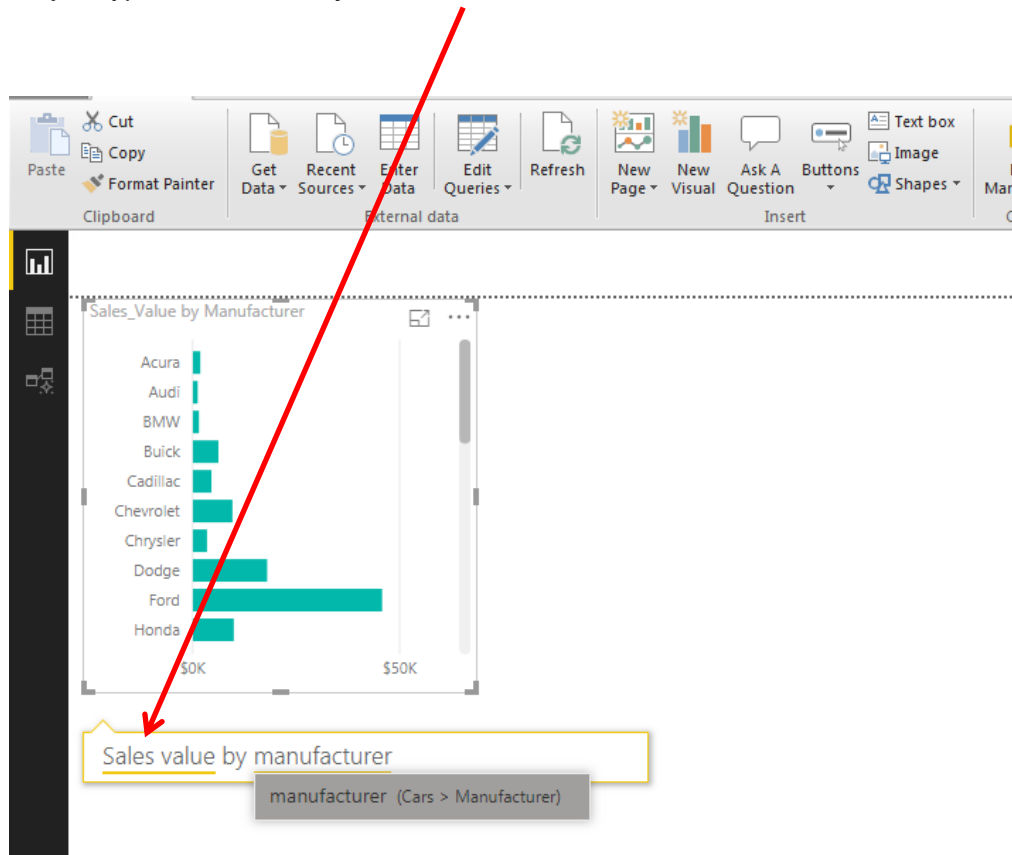 Cut
Copy
Format Painter
Paste
Clipboard
Get Data
Recent Sources
Enter Data
Edit Queries
External data
Refresh
New Page
New Visual
Ask A Question
Buttons
Text box
Image
Shapes
Insert
Sales_Value by Manufacturer
Acura
Audi
BMW
Buick
Cadillac
Chevrolet
Chrysler
Dodge
Ford
Honda
$0K $50K
Sales value by manufacturer
manufacturer (Cars > Manufacturer)